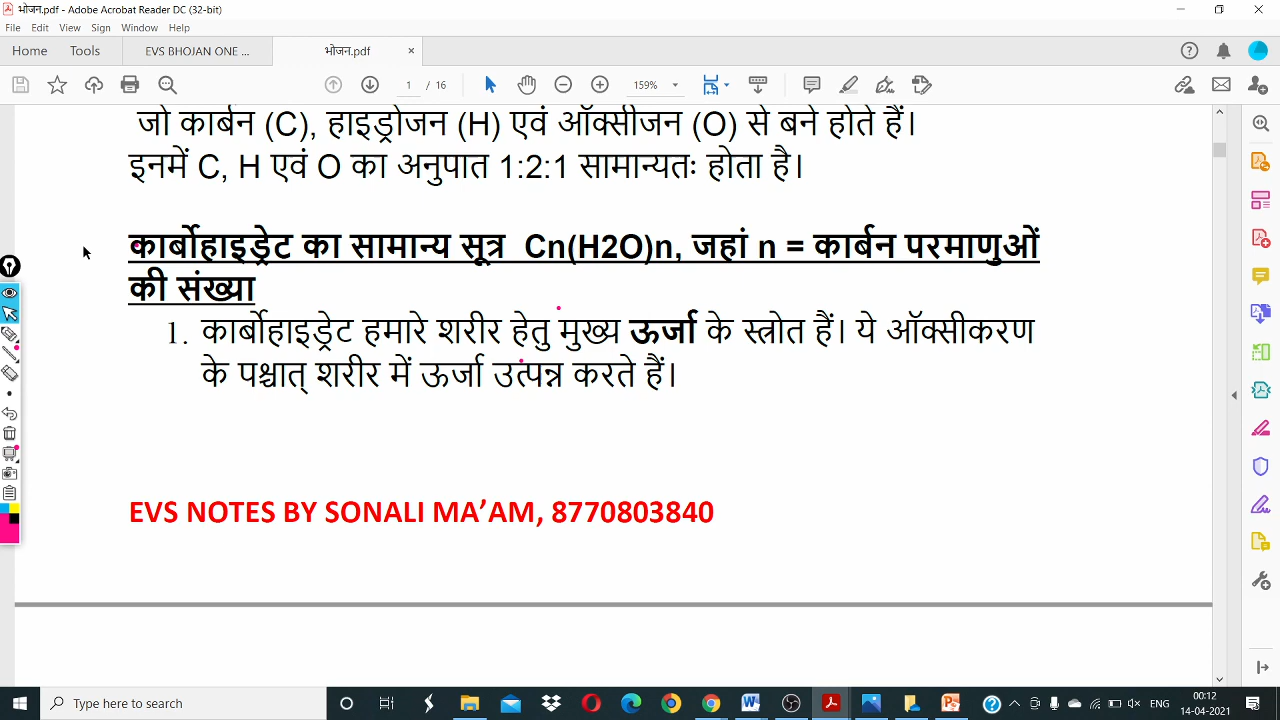 भोजन.pdf - Adobe Acrobat Reader DC (32-bit)
File Edit View Sign Window Help
Home Tools EVS BHOJAN ONE ... भोजन.pdf ×
1 / 16 159%
जो कार्बन (C), हाइड्रोजन (H) एवं ऑक्सीजन (O) से बने होते हैं।
इनमें C, H एवं O का अनुपात 1:2:1 सामान्यतः होता है।
कार्बोहाइड्रेट का सामान्य सूत्र Cn(H2O)n, जहां n = कार्बन परमाणुओं
की संख्या
1. कार्बोहाइड्रेट हमारे शरीर हेतु मुख्य ऊर्जा के स्त्रोत हैं। ये ऑक्सीकरण
के पश्चात् शरीर में ऊर्जा उत्पन्न करते हैं।
EVS NOTES BY SONALI MA’AM, 8770803840
Type here to search
ENG
00:12
14-04-2021